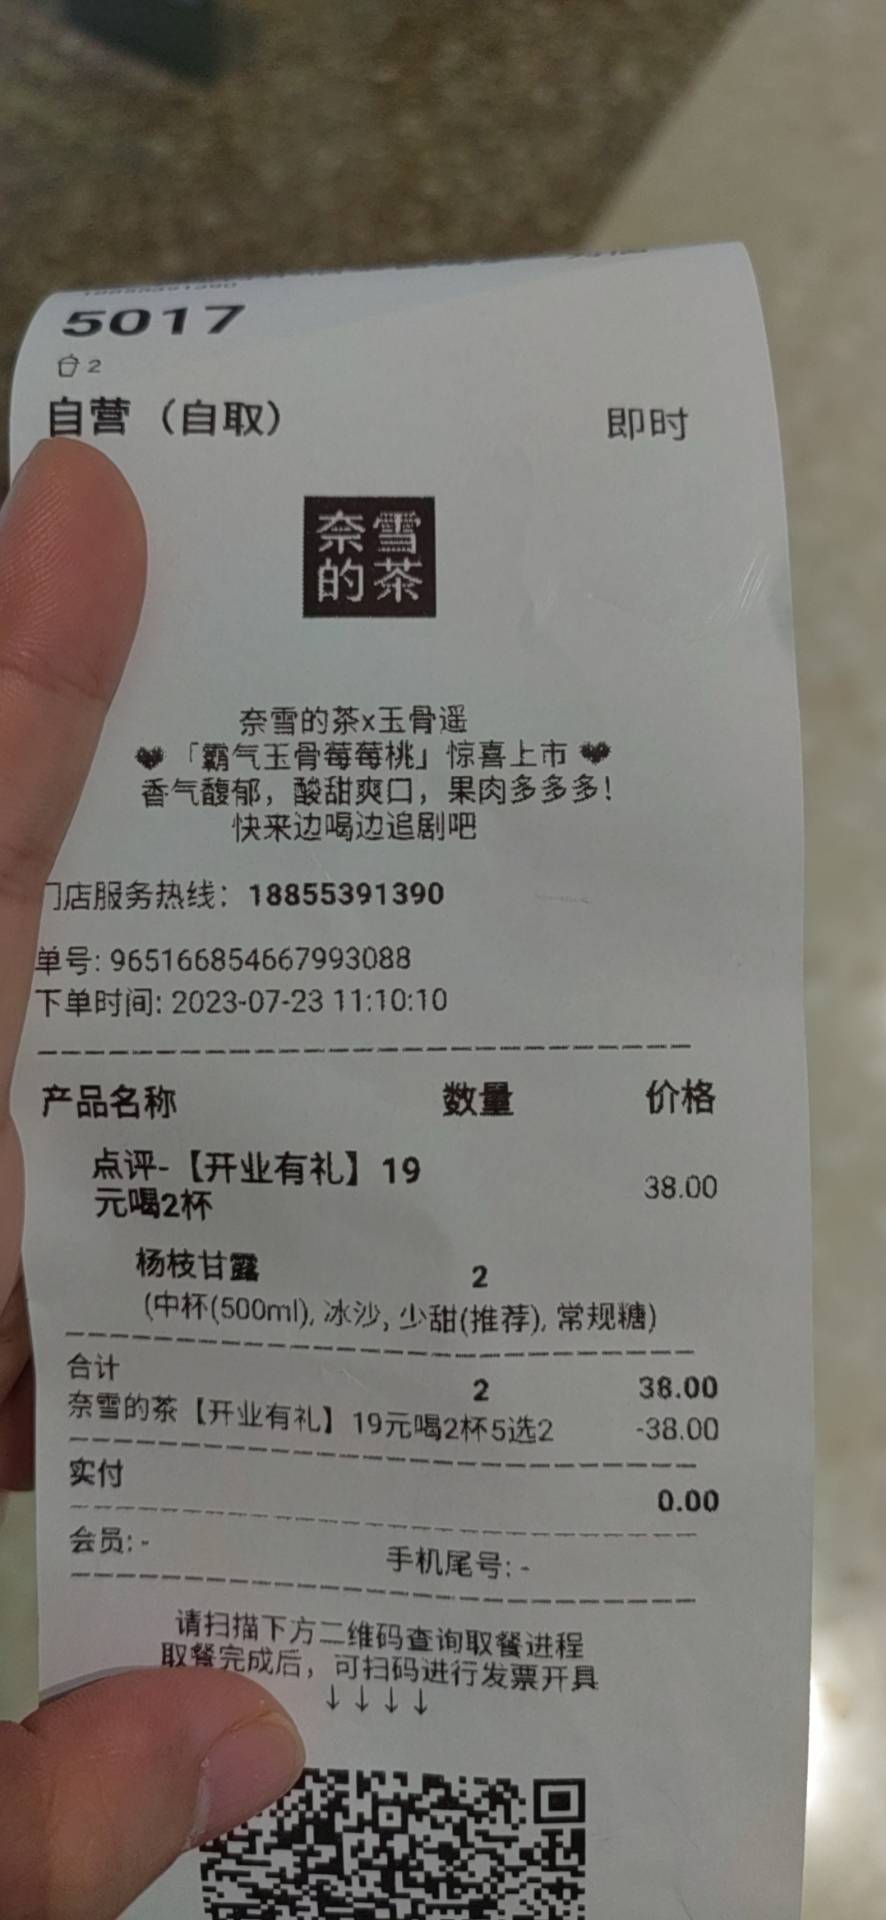 5017
2
自营（自取）
即时
奈雪
的茶
奈雪的茶x玉骨遥
「霸气玉骨莓莓桃」惊喜上市
香气馥郁，酸甜爽口，果肉多多多！
快来边喝边追剧吧
门店服务热线：18855391390
单号: 965166854667993088
下单时间: 2023-07-23 11:10:10
产品名称 数量 价格
点评-【开业有礼】19
元喝2杯
38.00
杨枝甘露 2
(中杯(500ml), 冰沙, 少甜(推荐), 常规糖)
合计 2 38.00
奈雪的茶【开业有礼】19元喝2杯5选2 -38.00
实付 0.00
会员: - 手机尾号: -
请扫描下方二维码查询取餐进程
取餐完成后，可扫码进行发票开具
↓↓↓↓